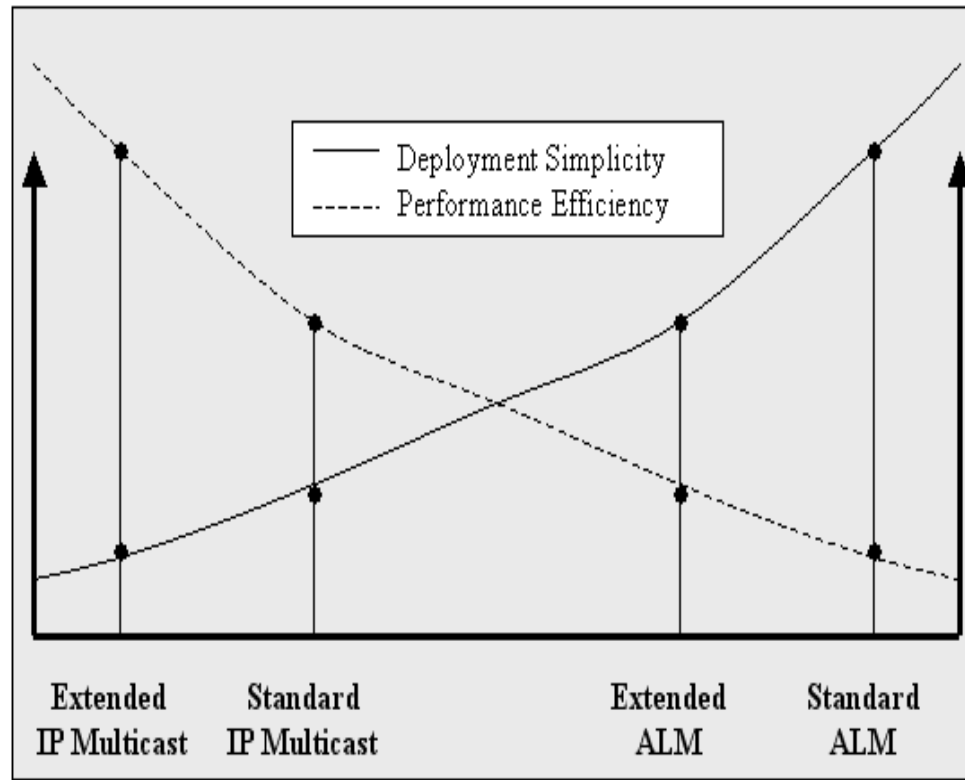 Deployment Simplicity
Performance Efficiency
Extended
IP Multicast
Standard
IP Multicast
Extended
ALM
Standard
ALM